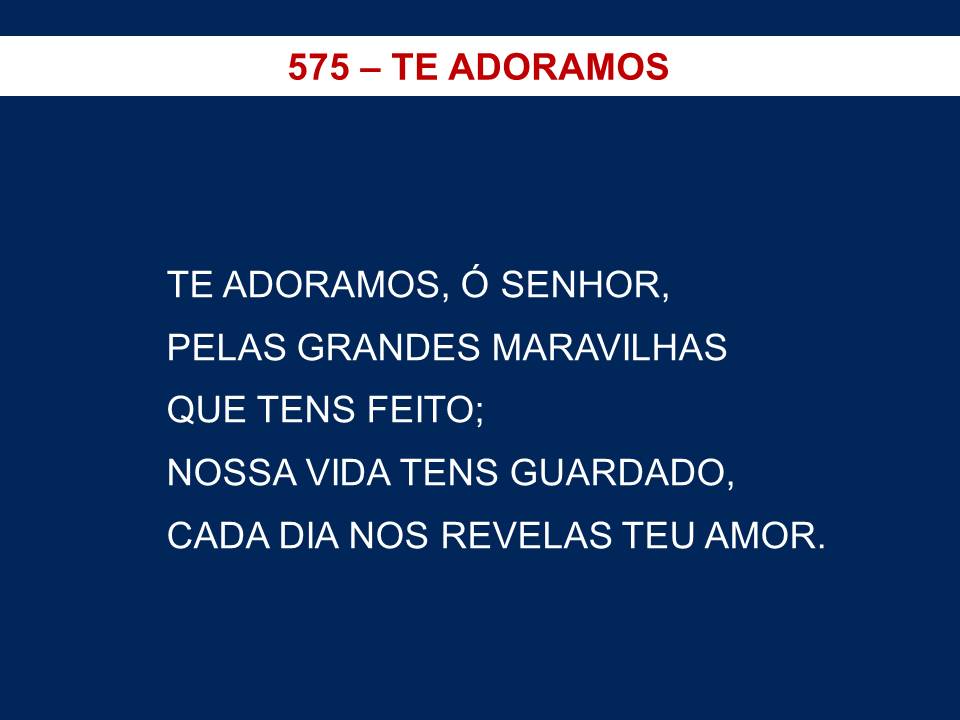 575 – TE ADORAMOS
TE ADORAMOS, Ó SENHOR,
PELAS GRANDES MARAVILHAS
QUE TENS FEITO;
NOSSA VIDA TENS GUARDADO,
CADA DIA NOS REVELAS TEU AMOR.